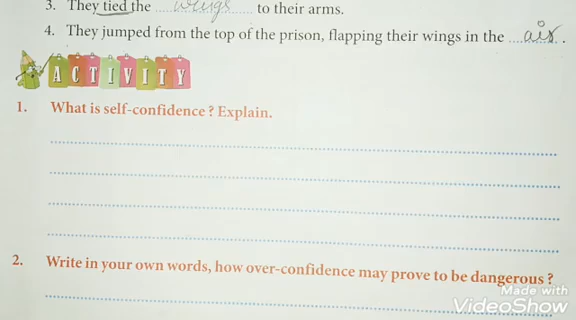 3. They tied the ...wings... to their arms.
4. They jumped from the top of the prison, flapping their wings in the ...air... .
ACTIVITY
1. What is self-confidence ? Explain.
2. Write in your own words, how over-confidence may prove to be dangerous ?
Made with
VideoShow